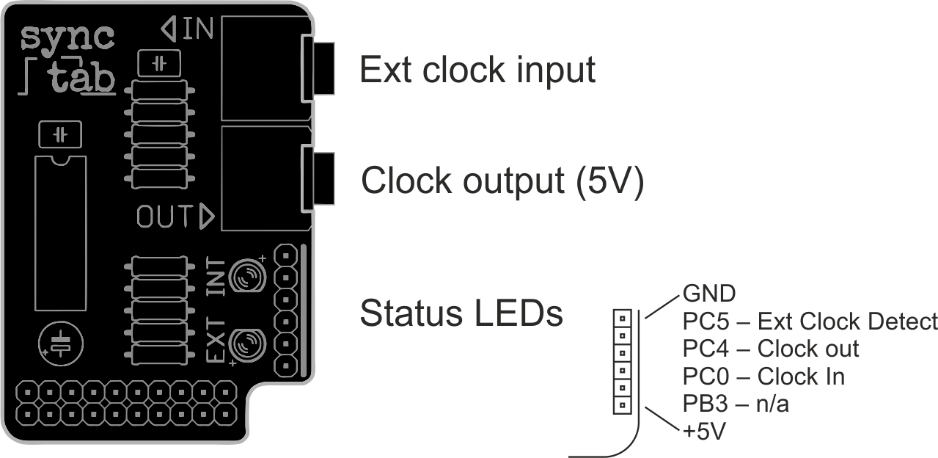 sync
tab
IN
OUT
INT
EXT
+
+
+
Ext clock input
Clock output (5V)
Status LEDs
GND
PC5 – Ext Clock Detect
PC4 – Clock out
PC0 – Clock In
PB3 – n/a
+5V